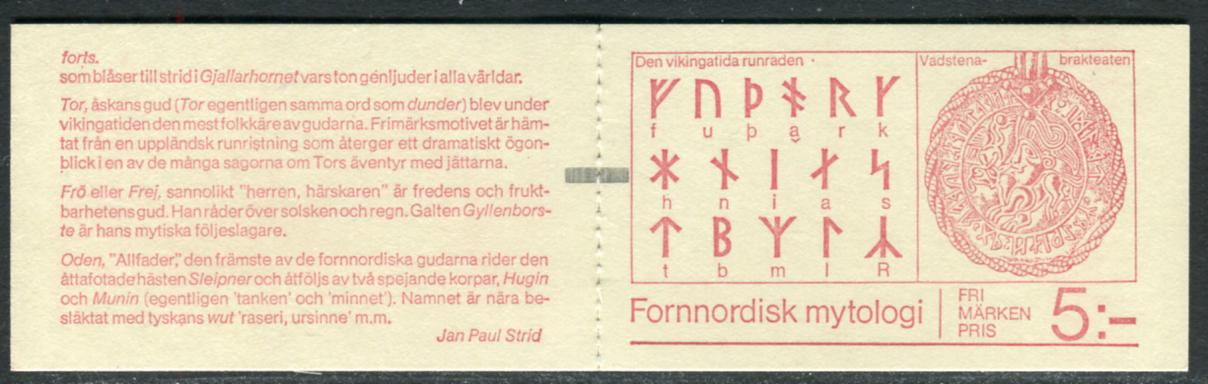 forts.
som blåser till strid i Gjallarhornet vars ton genljuder i alla världar.
Tor, åskans gud (Tor egentligen samma ord som dunder) blev under
vikingatiden den mest folkkäre av gudarna. Frimärksmotivet är häm-
tat från en uppländsk runristning som återger ett dramatiskt ögon-
blick i en av de många sagorna om Tors äventyr med jättarna.
Frö eller Frej, sannolikt "herren, härskaren" är fredens och frukt-
barhetens gud. Han råder över solsken och regn. Galten Gyllenbors-
te är hans mytiska följeslagare.
Oden, "Allfader," den främste av de fornnordiska gudarna rider den
åttafotade hästen Sleipner och åtföljs av två spejande korpar, Hugin
och Munin (egentligen 'tanken' och 'minnet'). Namnet är nära be-
släktat med tyskans wut 'raseri, ursinne' m.m.
Jan Paul Strid
Den vikingatida runraden
ᚠ ᚢ ᚦ ᚬ ᚱ ᚴ
f u þ ą r k
ᚼ ᚾ ᛁ ᛅ ᛋ
h n i a s
ᛏ ᛒ ᛘ ᛚ ᛦ
t b m l R
Vadstena-brakteaten
Fornnordisk mytologi
FRI
MÄRKEN
PRIS
5:-